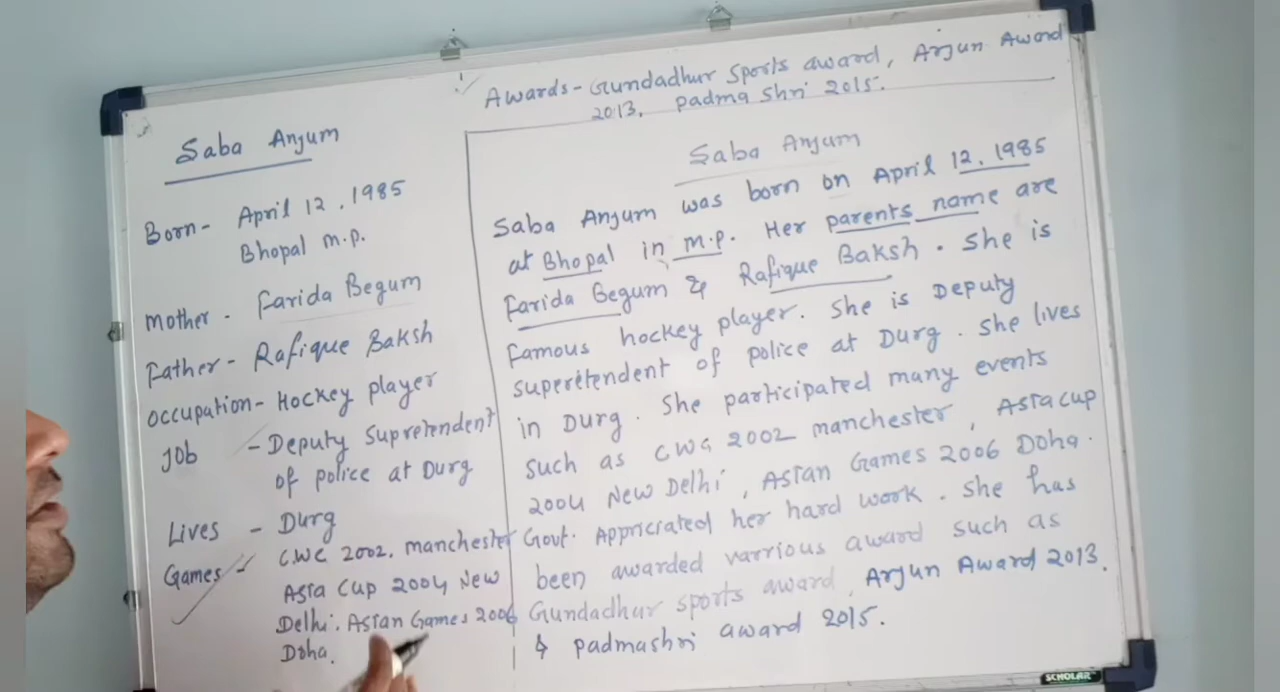 Awards - Gundadhur Sports award, Arjun Award
2013, padma Shri 2015.
Saba Anjum
Born - April 12, 1985
Bhopal M.P.
Mother - Farida Begum
Father - Rafique Baksh
Occupation - Hockey player
Job - Deputy Supretendent
of police at Durg
Lives - Durg
Games - CWC 2002, manchester
Asia Cup 2004 New
Delhi. Asian Games 2006
Doha.
Saba Anjum
Saba Anjum was born on April 12, 1985
at Bhopal in M.P. Her parents name are
Farida Begum & Rafique Baksh. She is
famous hockey player. She is Deputy
superetendent of police at Durg. She lives
in Durg. She participated many events
such as CWG 2002 manchester, Asia cup
2004 New Delhi, Asian Games 2006 Doha.
Govt. Appriciated her hard work. She has
been awarded varrious award such as
Gundadhur sports award, Arjun Award 2013.
& padmashri award 2015.
SCHOLAR